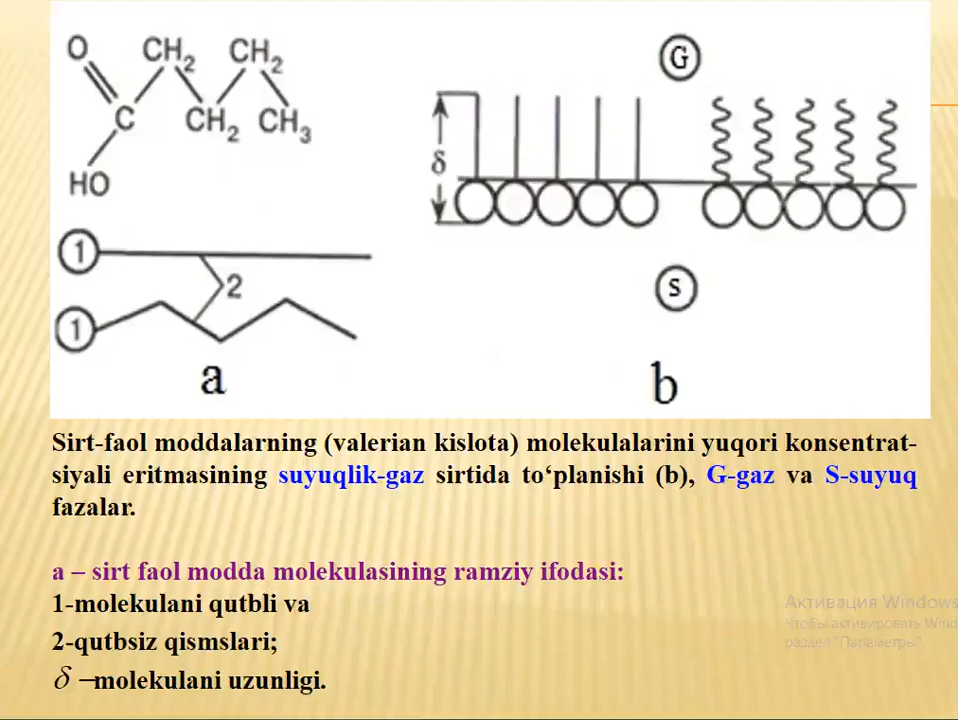 O CH₂ CH₂
C CH₂ CH₃
HO
G
δ
1
2
1
S
a
b
Sirt-faol moddalarning (valerian kislota) molekulalarini yuqori konsentrat-
siyali eritmasining suyuqlik-gaz sirtida to‘planishi (b), G-gaz va S-suyuq
fazalar.
a – sirt faol modda molekulasining ramziy ifodasi:
1-molekulani qutbli va
2-qutbsiz qismslari;
δ –molekulani uzunligi.
Активация Windows
Чтобы активировать Wind
раздел "Параметры".